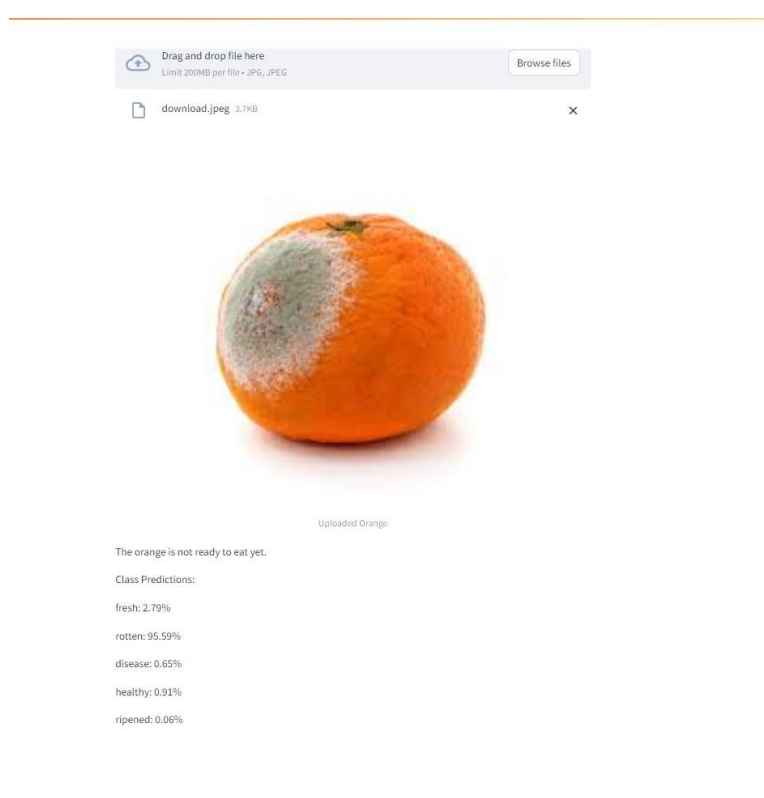 Drag and drop file here
Limit 200MB per file • JPG, JPEG
Browse files
download.jpeg 3.7KB
Uploaded Orange
The orange is not ready to eat yet.
Class Predictions:
fresh: 2.79%
rotten: 95.59%
disease: 0.65%
healthy: 0.91%
ripened: 0.06%